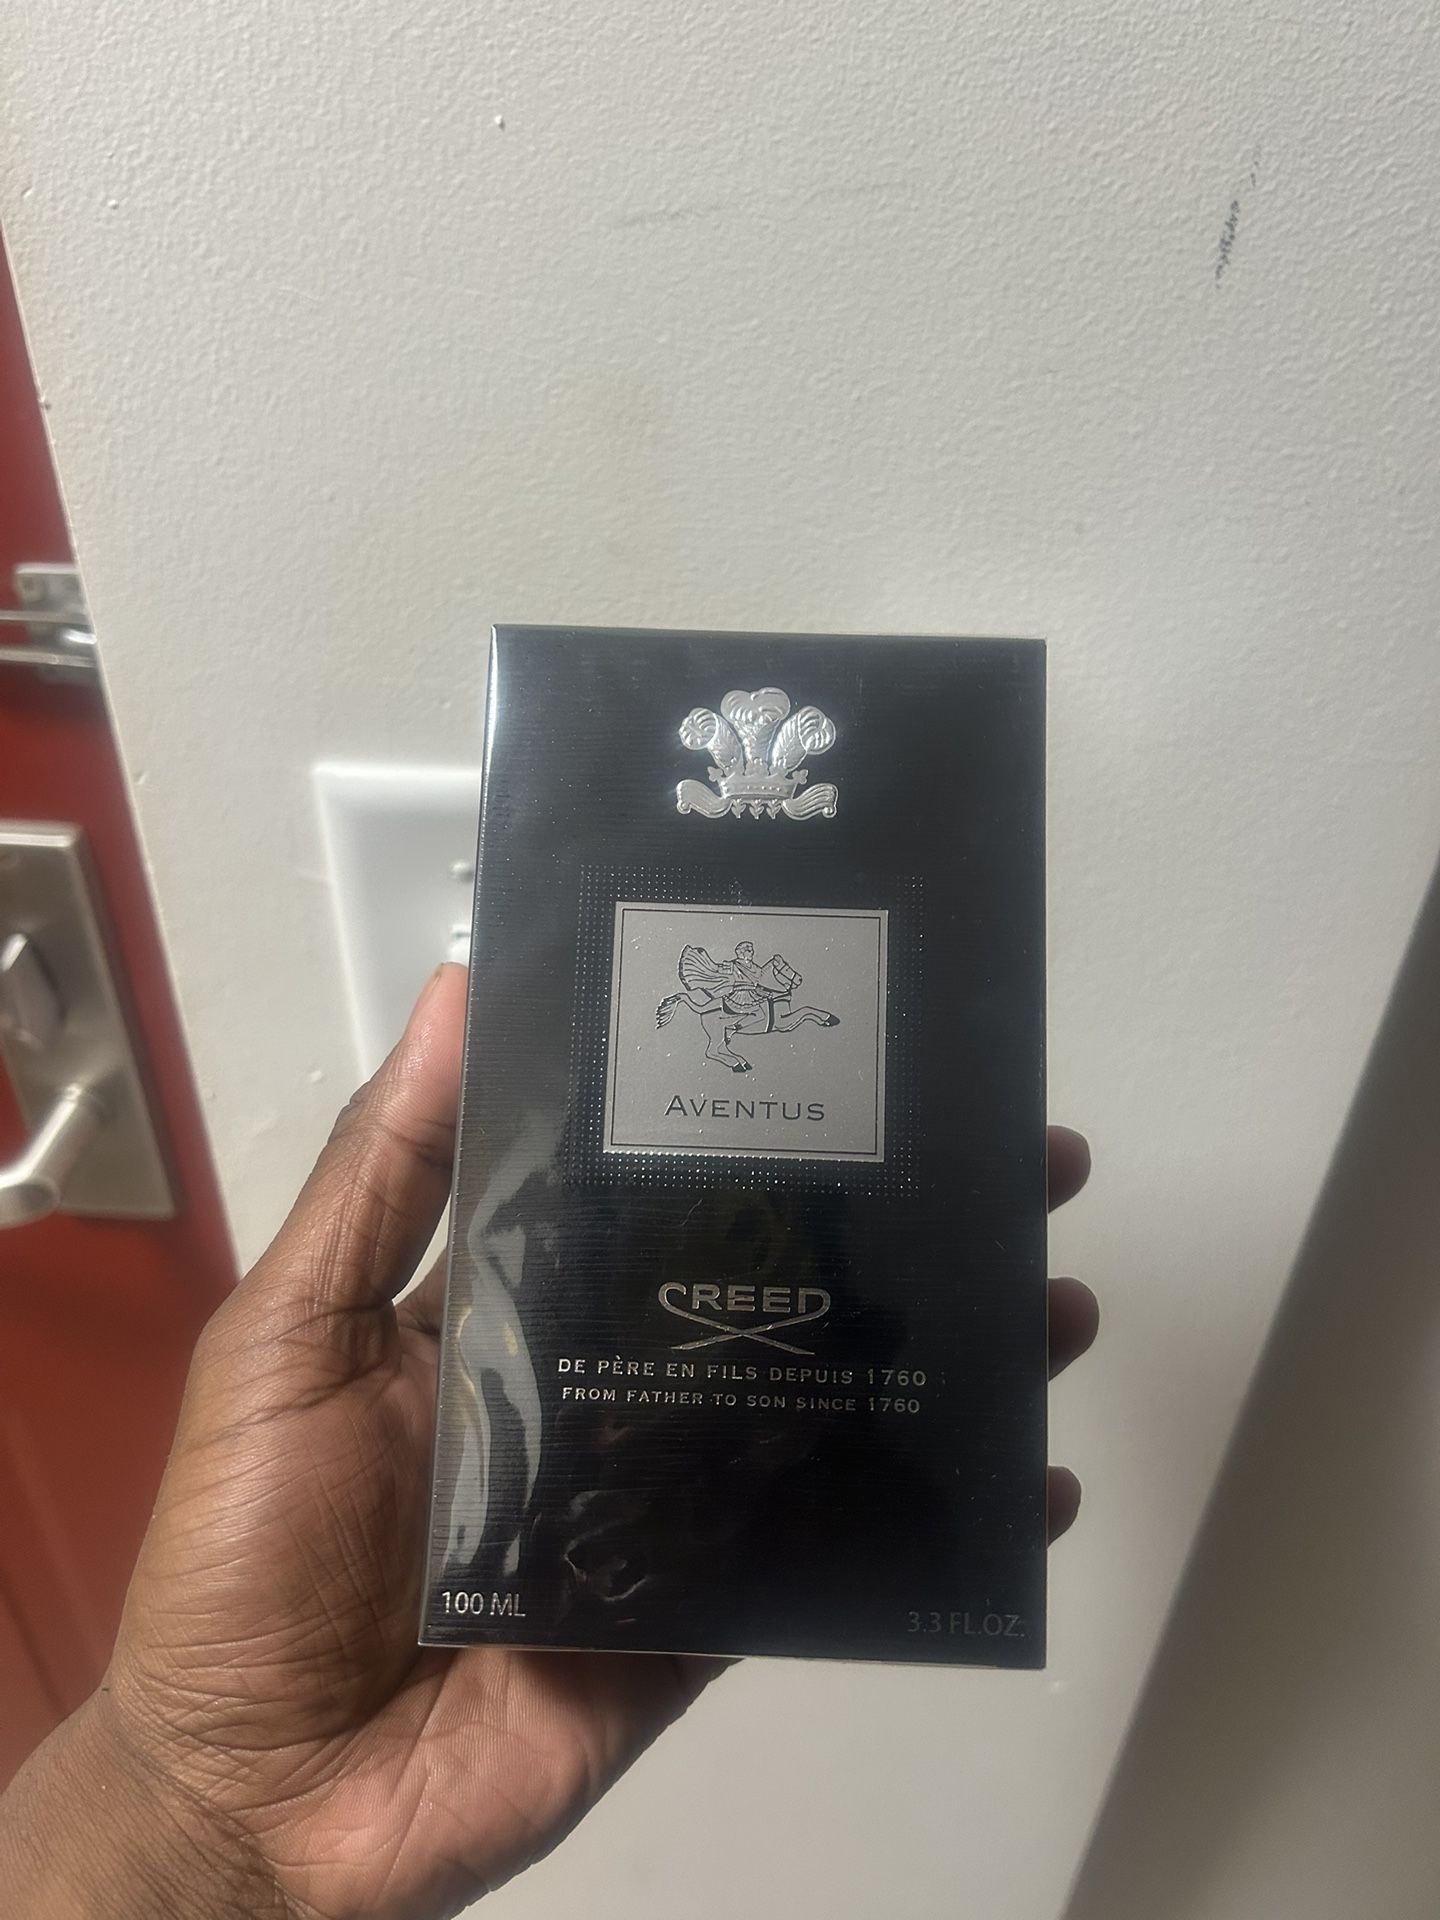 AVENTUS
CREED
DE PÈRE EN FILS DEPUIS 1760
FROM FATHER TO SON SINCE 1760
100 ML
3.3 FL.OZ.